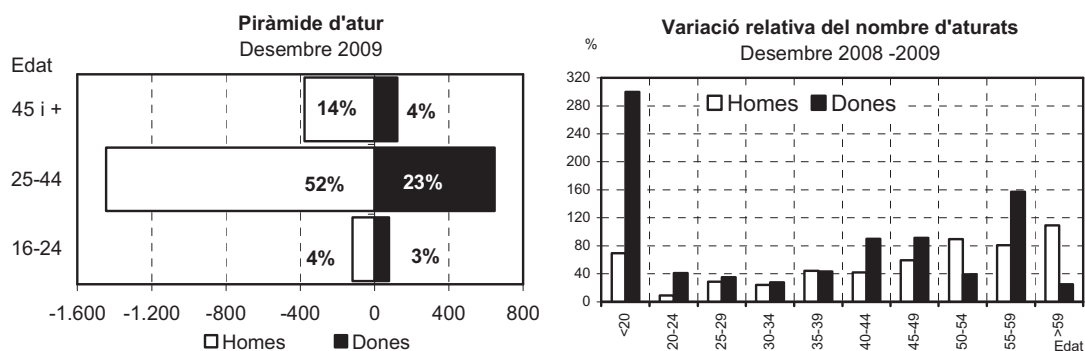 Piràmide d'atur
Desembre 2009
Edat
45 i +
14%
4%
25-44
52%
23%
16-24
4%
3%
-1.600 -1.200 -800 -400 0 400 800
Homes Dones
Variació relativa del nombre d'aturats
Desembre 2008 -2009
%
320
280
240
200
160
120
80
40
0
Homes Dones
<20 20-24 25-29 30-34 35-39 40-44 45-49 50-54 55-59 >59
Edat